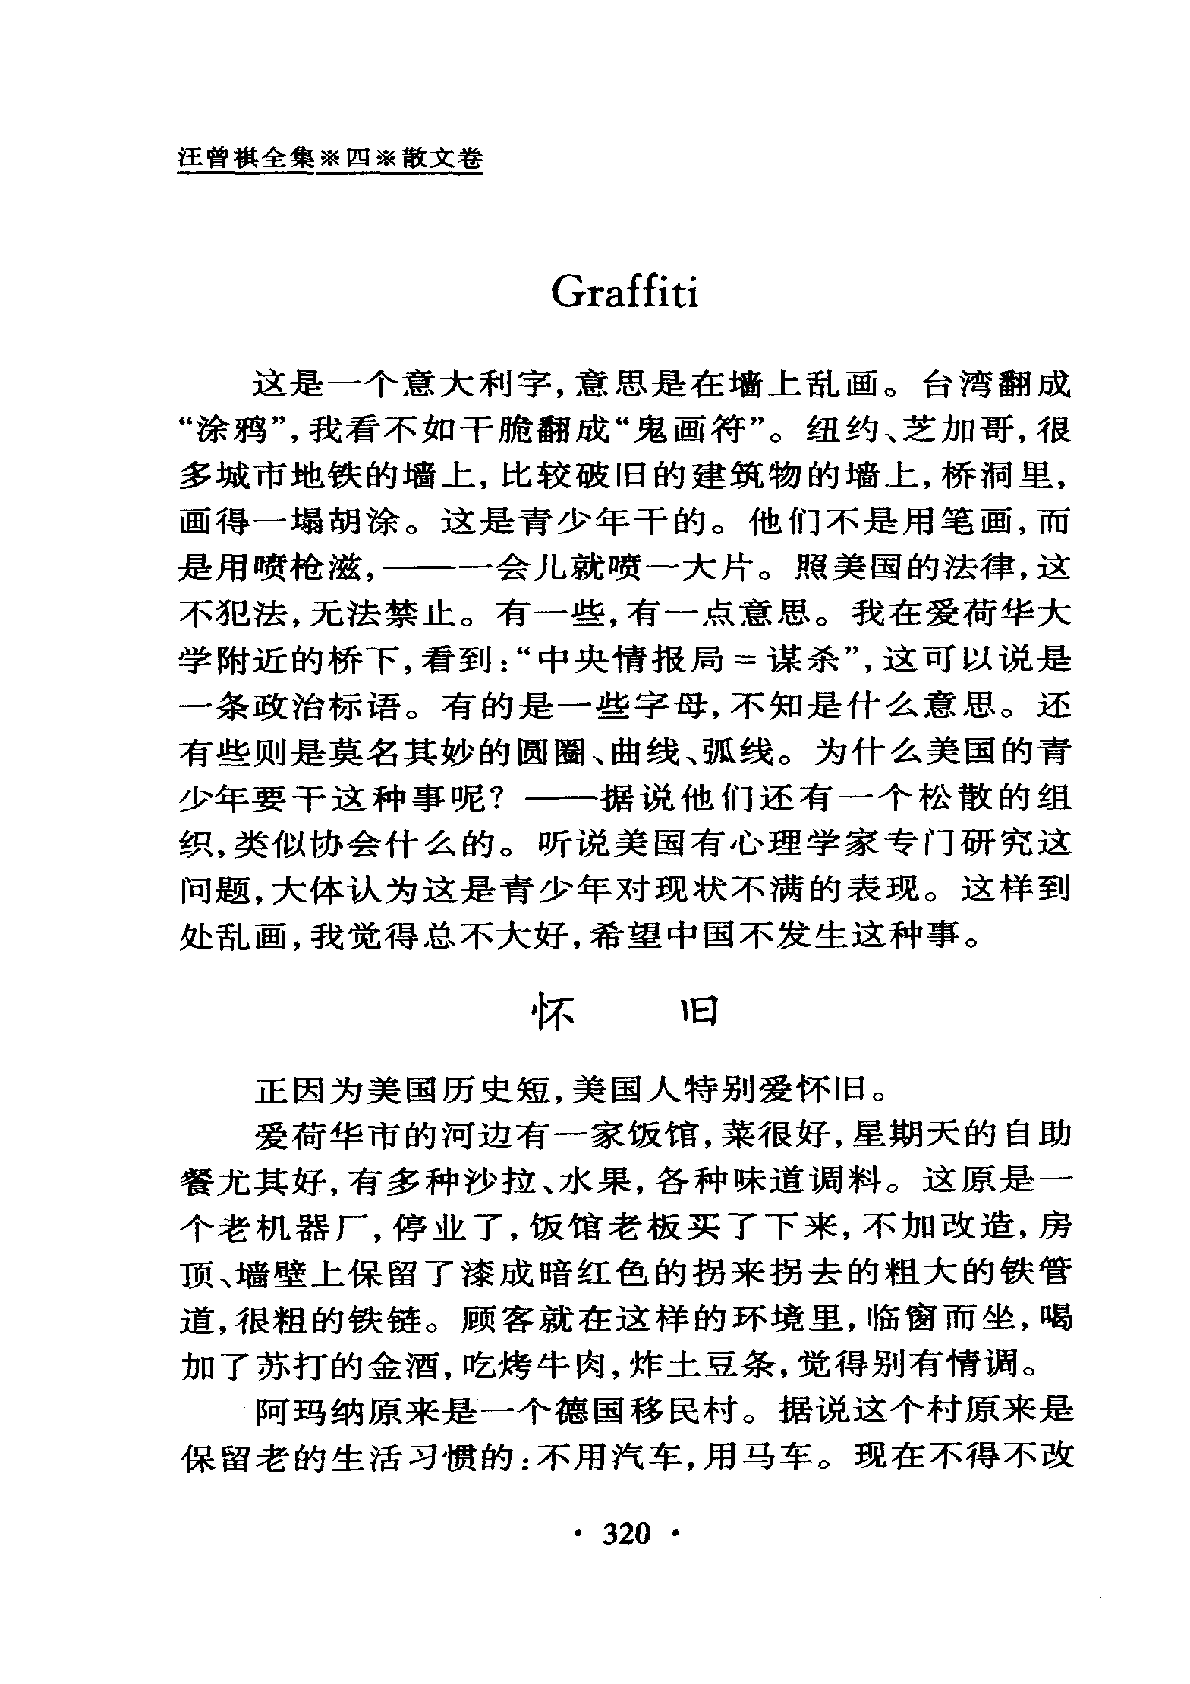 汪曾祺全集※四※散文卷
Graffiti
这是一个意大利字,意思是在墙上乱画。台湾翻成
“涂鸦”,我看不如干脆翻成“鬼画符”。纽约、芝加哥,很
多城市地铁的墙上,比较破旧的建筑物的墙上,桥洞里,
画得一塌胡涂。这是青少年干的。他们不是用笔画,而
是用喷枪滋,——一会儿就喷一大片。照美国的法律,这
不犯法,无法禁止。有一些,有一点意思。我在爱荷华大
学附近的桥下,看到:“中央情报局=谋杀”,这可以说是
一条政治标语。有的是一些字母,不知是什么意思。还
有些则是莫名其妙的圆圈、曲线、弧线。为什么美国的青
少年要干这种事呢?——据说他们还有一个松散的组
织,类似协会什么的。听说美国有心理学家专门研究这
问题,大体认为这是青少年对现状不满的表现。这样到
处乱画,我觉得总不大好,希望中国不发生这种事。
怀 旧
正因为美国历史短,美国人特别爱怀旧。
爱荷华市的河边有一家饭馆,菜很好,星期天的自助
餐尤其好,有多种沙拉、水果,各种味道调料。这原是一
个老机器厂,停业了,饭馆老板买了下来,不加改造,房
顶、墙壁上保留了漆成暗红色的拐来拐去的粗大的铁管
道,很粗的铁链。顾客就在这样的环境里,临窗而坐,喝
加了苏打的金酒,吃烤牛肉,炸土豆条,觉得别有情调。
阿玛纳原来是一个德国移民村。据说这个村原来是
保留老的生活习惯的:不用汽车,用马车。现在不得不改
· 320 ·